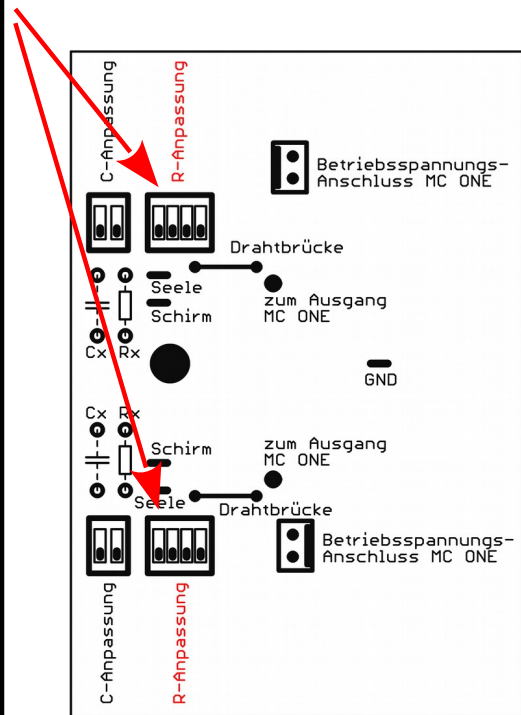 C-Anpassung
R-Anpassung
Betriebsspannungs-
Anschluss MC ONE
Drahtbrücke
Seele
Schirm
zum Ausgang
MC ONE
Cx Rx
GND
Cx Rx
Schirm
zum Ausgang
MC ONE
Seele
Drahtbrücke
Betriebsspannungs-
Anschluss MC ONE
C-Anpassung
R-Anpassung